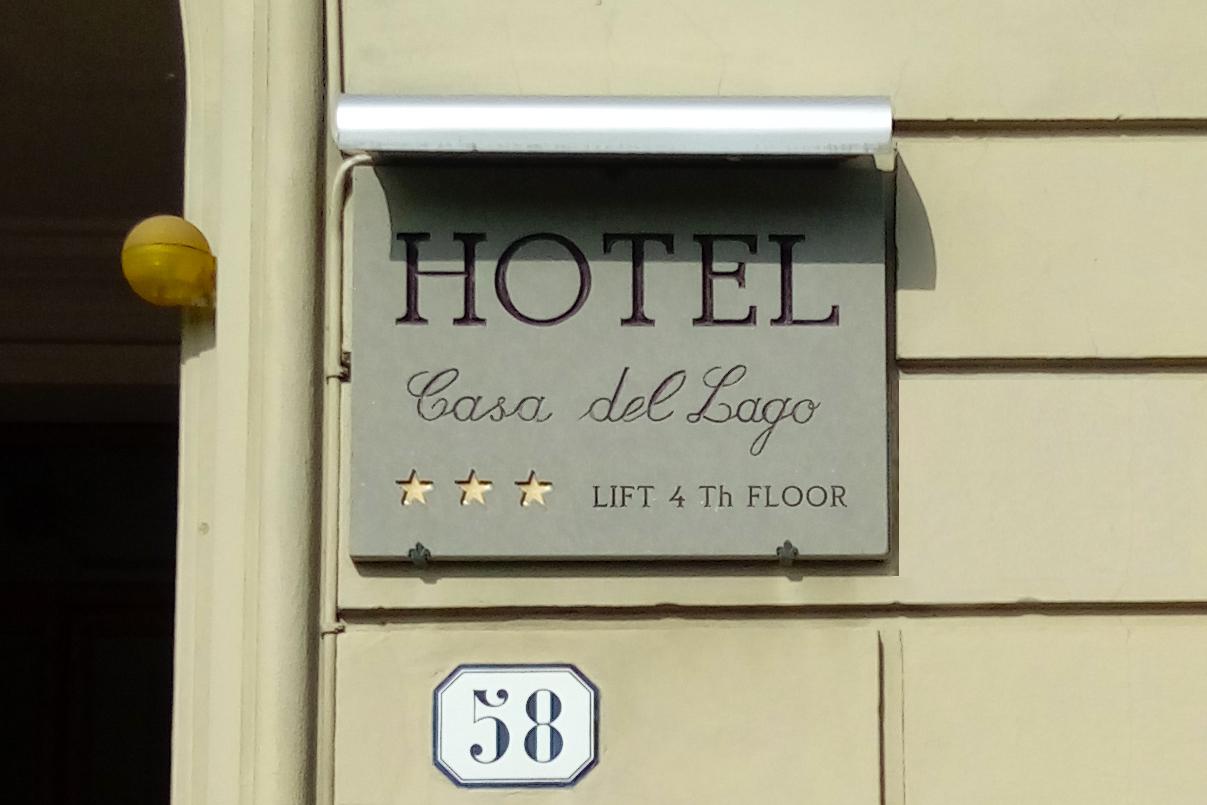 HOTEL
Casa del Lago
★ ★ ★ LIFT 4 Th FLOOR
58